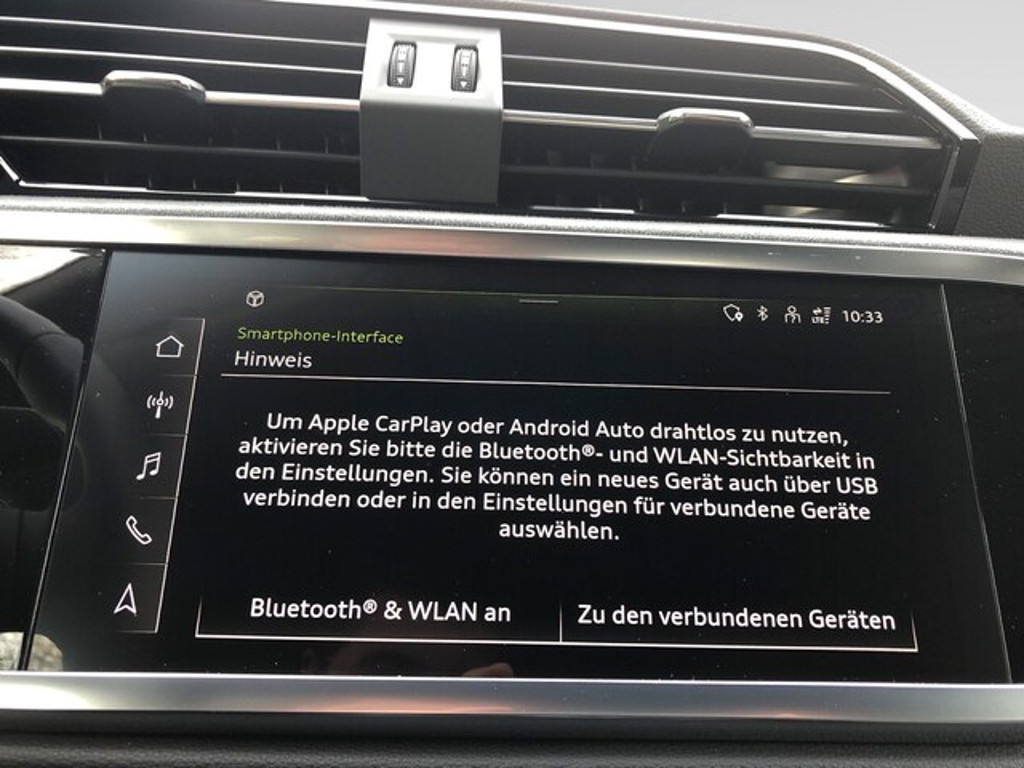 10:33
Smartphone-Interface
Hinweis
Um Apple CarPlay oder Android Auto drahtlos zu nutzen,
aktivieren Sie bitte die Bluetooth®- und WLAN-Sichtbarkeit in
den Einstellungen. Sie können ein neues Gerät auch über USB
verbinden oder in den Einstellungen für verbundene Geräte
auswählen.
Bluetooth® & WLAN an
Zu den verbundenen Geräten